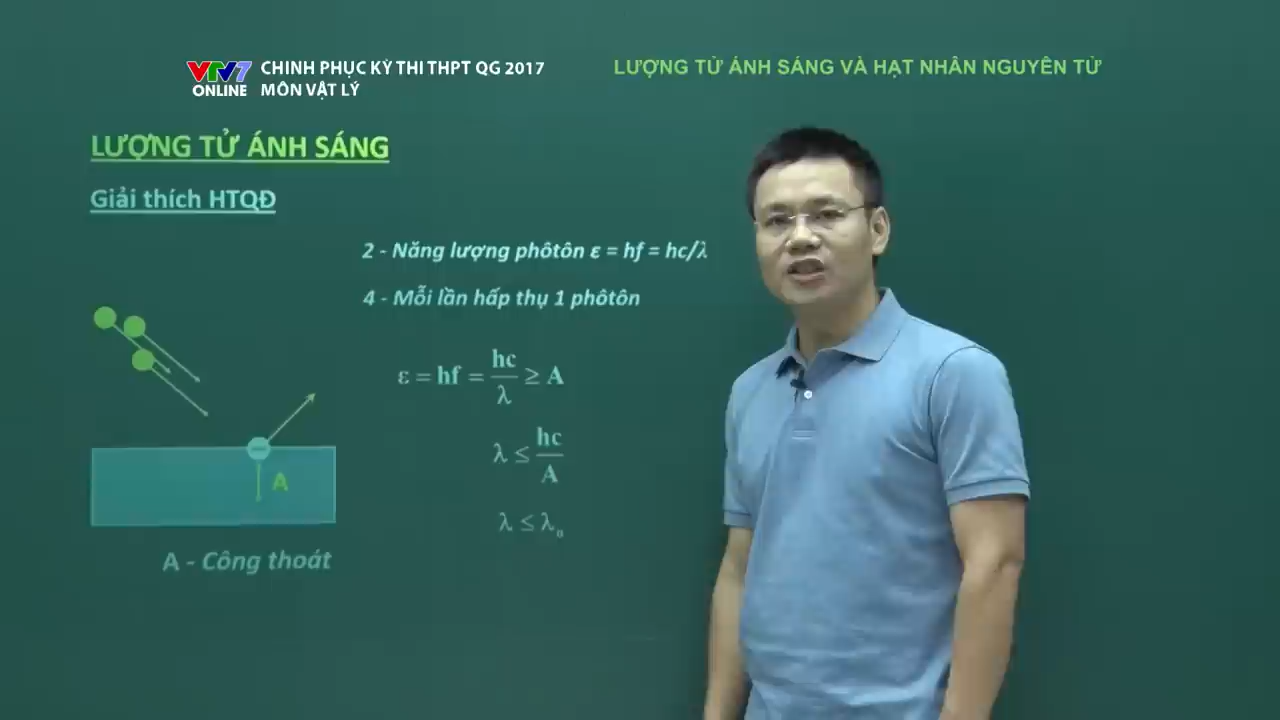 VTV7
ONLINE
CHINH PHỤC KỲ THI THPT QG 2017
MÔN VẬT LÝ
LƯỢNG TỬ ÁNH SÁNG VÀ HẠT NHÂN NGUYÊN TỬ
LƯỢNG TỬ ÁNH SÁNG
Giải thích HTQĐ
2 - Năng lượng phôtôn ε = hf = hc/λ
4 - Mỗi lần hấp thụ 1 phôtôn
ε = hf = hc/λ ≥ A
λ ≤ hc/A
λ ≤ λ₀
A
A - Công thoát